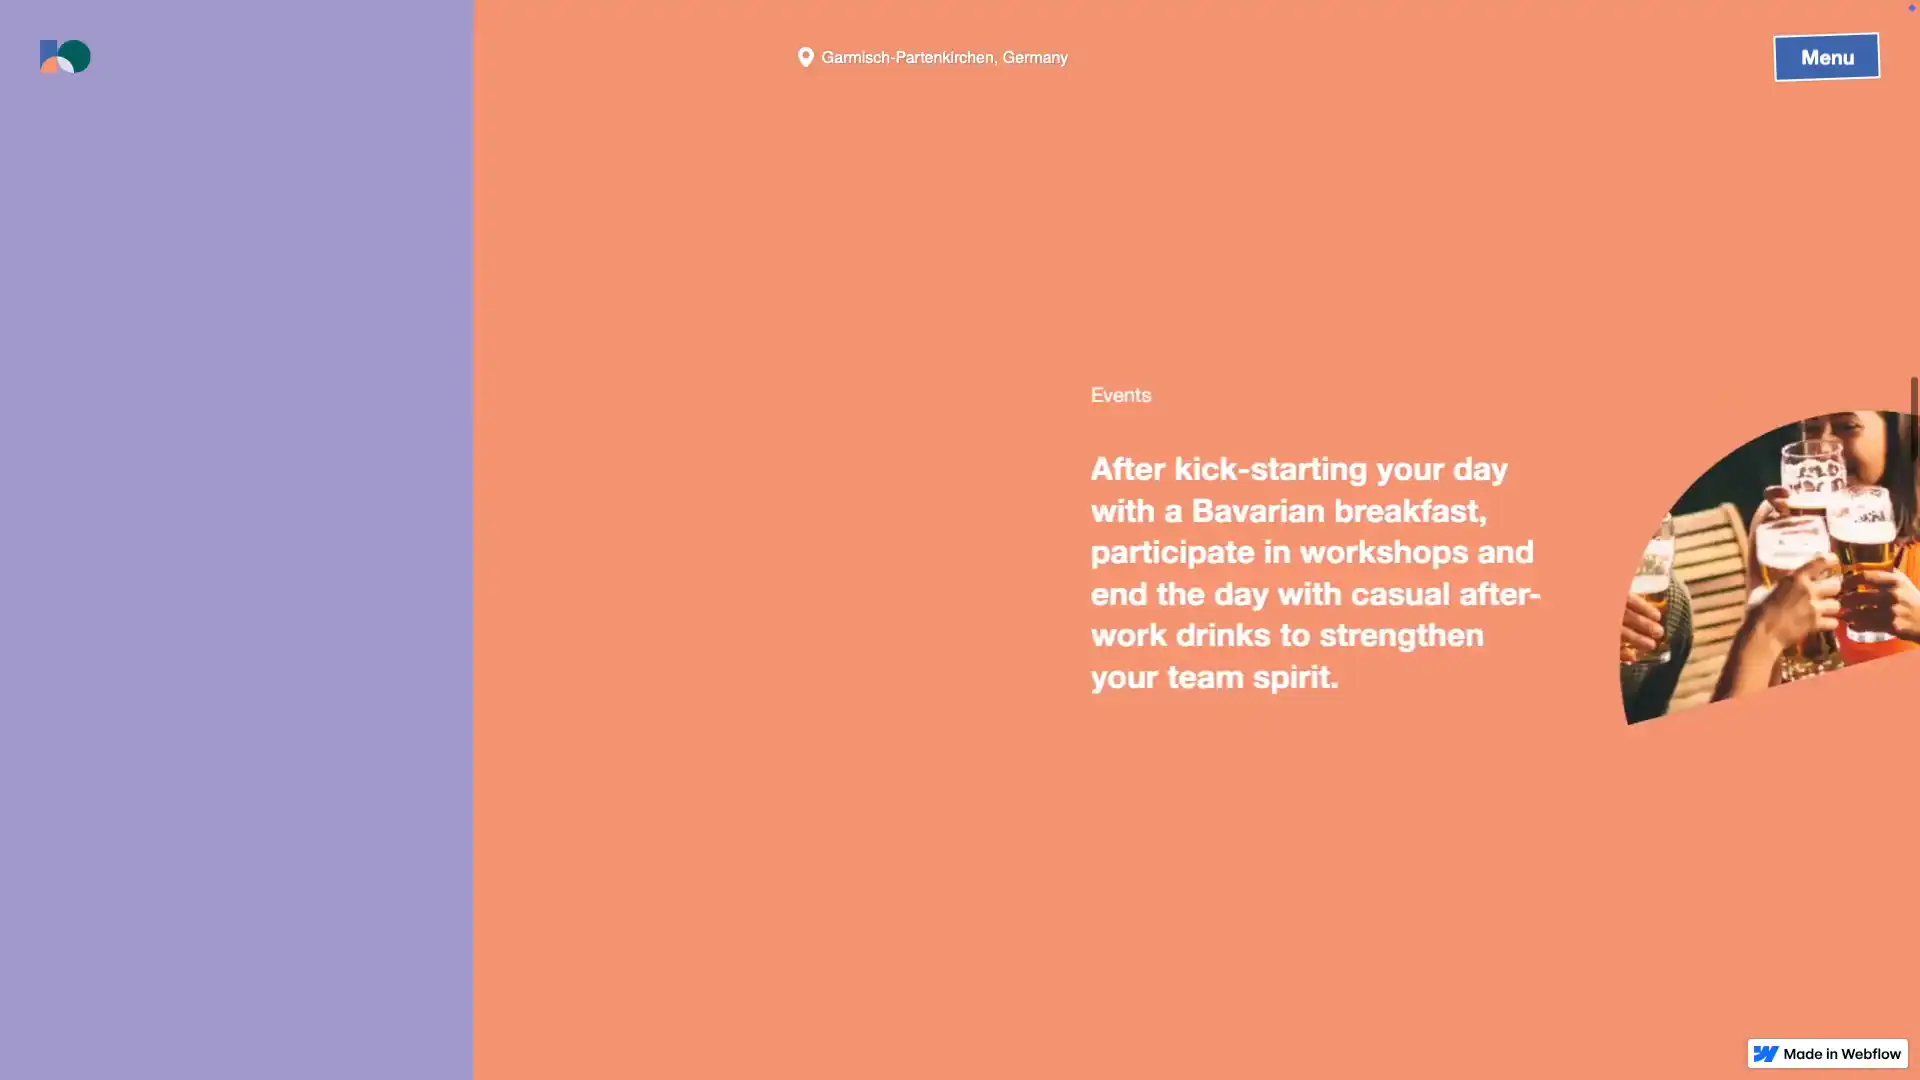 Garmisch-Partenkirchen, Germany
Menu
Events
After kick-starting your day
with a Bavarian breakfast,
participate in workshops and
end the day with casual after-
work drinks to strengthen
your team spirit.
Made in Webflow